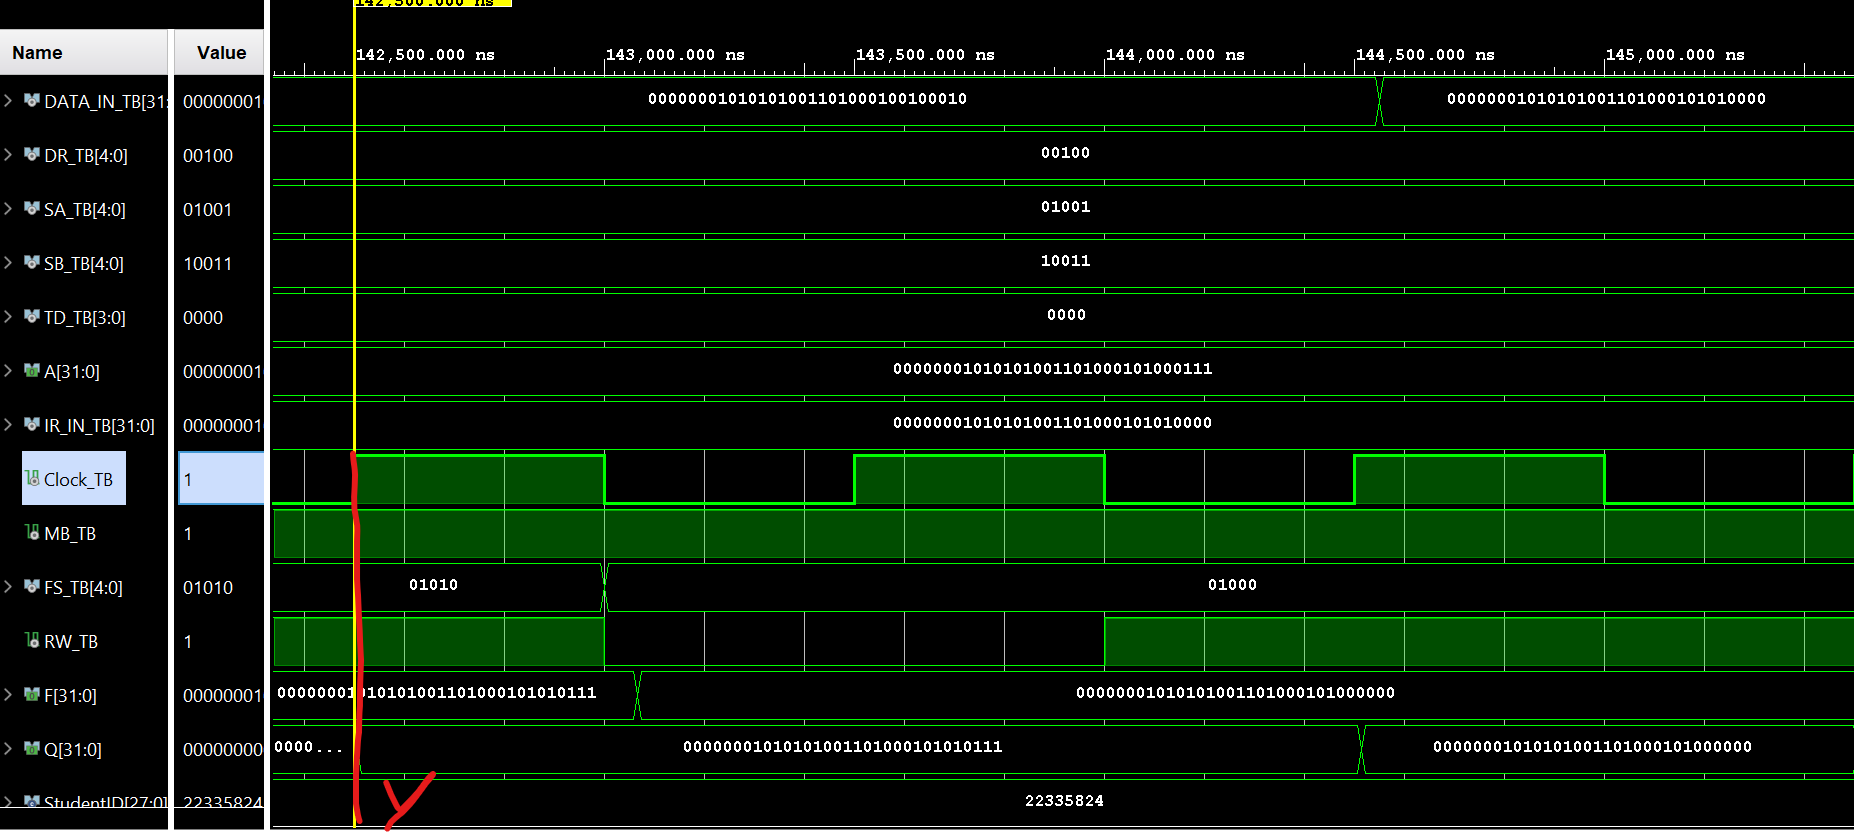 142,500.000 ns
Name Value
142,500.000 ns 143,000.000 ns 143,500.000 ns 144,000.000 ns 144,500.000 ns 145,000.000 ns
DATA_IN_TB[31: 000000010 00000001010101001101000100100010 00000001010101001101000101010000
DR_TB[4:0] 00100 00100
SA_TB[4:0] 01001 01001
SB_TB[4:0] 10011 10011
TD_TB[3:0] 0000 0000
A[31:0] 00000001 00000001010101001101000101000111
IR_IN_TB[31:0] 00000001 00000001010101001101000101010000
Clock_TB 1
MB_TB 1
FS_TB[4:0] 01010 01010 01000
RW_TB 1
F[31:0] 00000001 00000001010101001101000101010111 00000001010101001101000101000000
Q[31:0] 00000000 0000... 00000001010101001101000101010111 00000001010101001101000101000000
StudentID[27:0] 22335824 22335824
Y